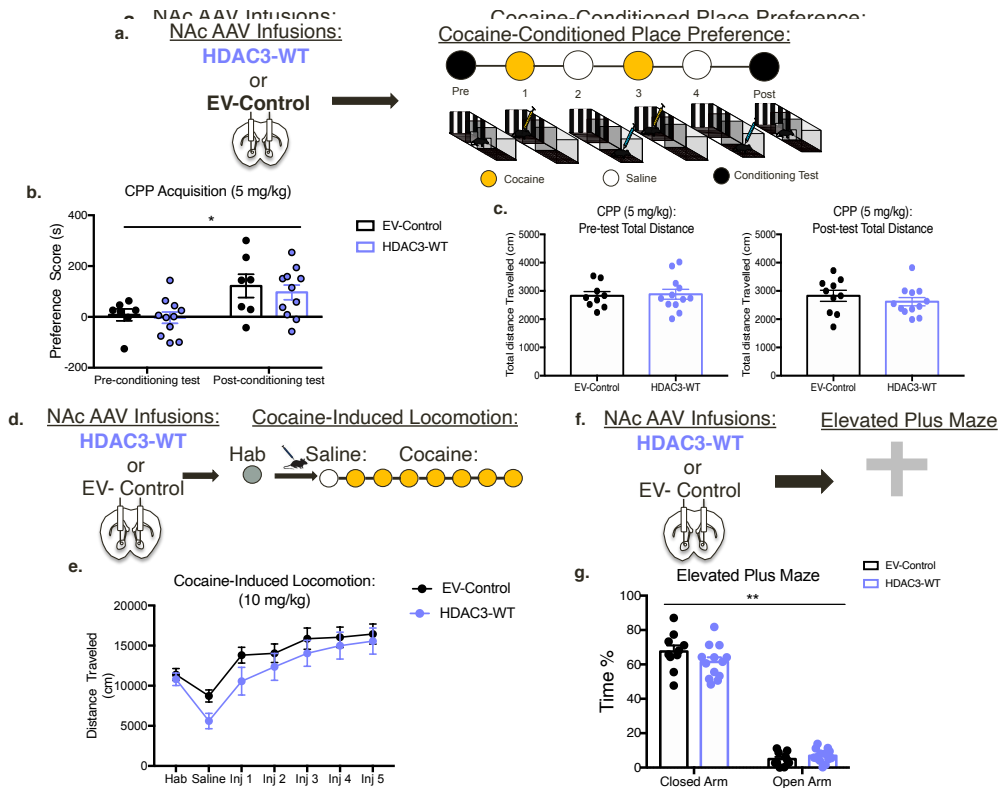 a. NAc AAV Infusions: Cocaine-Conditioned Place Preference:
a. NAc AAV Infusions:
HDAC3-WT
or
EV-Control
Cocaine-Conditioned Place Preference:
Pre 1 2 3 4 Post
Cocaine Saline Conditioning Test
b.
CPP Acquisition (5 mg/kg)
Preference Score (s)
400
200
0
-200
*
Pre-conditioning test Post-conditioning test
EV-Control
HDAC3-WT
c.
CPP (5 mg/kg):
Pre-test Total Distance
Total distance Travelled (cm)
5000
4000
3000
2000
1000
0
EV-Control HDAC3-WT
CPP (5 mg/kg):
Post-test Total Distance
Total distance Travelled (cm)
5000
4000
3000
2000
1000
0
EV-Control HDAC3-WT
d. NAc AAV Infusions:
HDAC3-WT
or
EV- Control
Cocaine-Induced Locomotion:
Hab Saline: Cocaine:
e.
Cocaine-Induced Locomotion:
(10 mg/kg)
Distance Traveled
(cm)
20000
15000
10000
5000
0
Hab Saline Inj 1 Inj 2 Inj 3 Inj 4 Inj 5
EV-Control
HDAC3-WT
f. NAc AAV Infusions:
HDAC3-WT
or
EV- Control
Elevated Plus Maze
g.
Elevated Plus Maze
Time %
100
80
60
40
20
0
**
Closed Arm Open Arm
EV-Control
HDAC3-WT